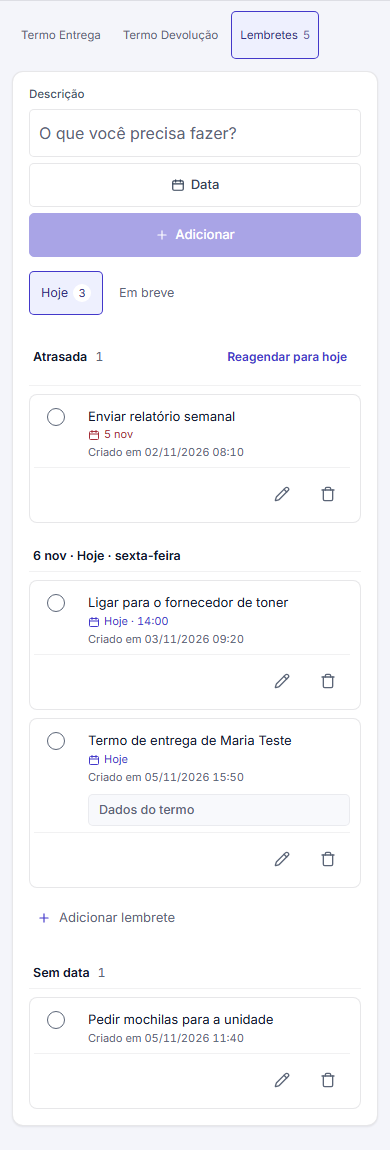 Termo Entrega Termo Devolução Lembretes 5
Descrição
O que você precisa fazer?
Data
+ Adicionar
Hoje 3 Em breve
Atrasada 1 Reagendar para hoje
Enviar relatório semanal
5 nov
Criado em 02/11/2026 08:10
6 nov · Hoje · sexta-feira
Ligar para o fornecedor de toner
Hoje · 14:00
Criado em 03/11/2026 09:20
Termo de entrega de Maria Teste
Hoje
Criado em 05/11/2026 15:50
Dados do termo
+ Adicionar lembrete
Sem data 1
Pedir mochilas para a unidade
Criado em 05/11/2026 11:40